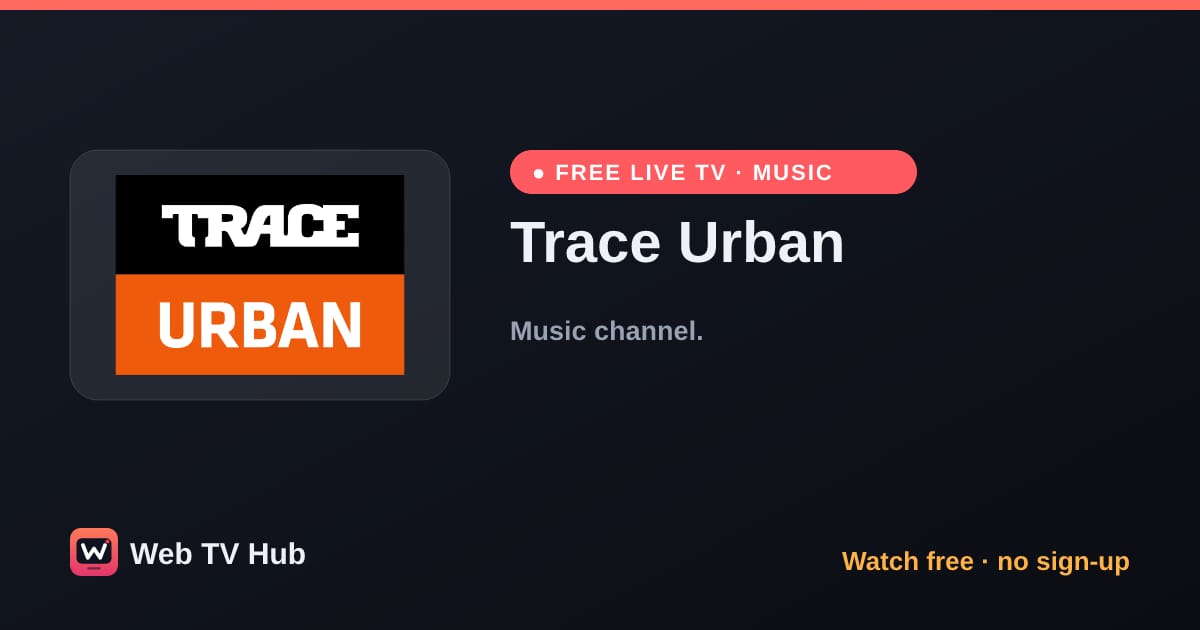 TRACE
URBAN
● FREE LIVE TV · MUSIC
Trace Urban
Music channel.
Web TV Hub
Watch free · no sign-up